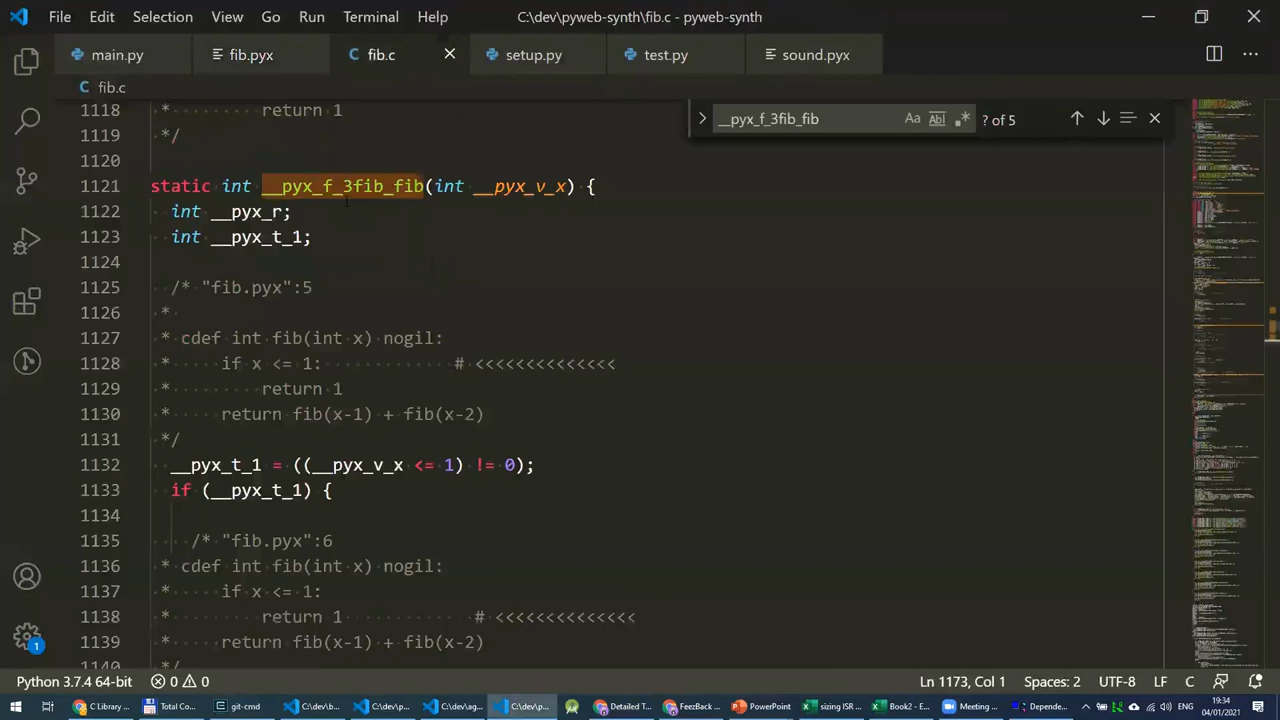 File Edit Selection View Go Run Terminal Help C:\dev\pyweb-synth\fib.c - pyweb-synth
main.py fib.pyx fib.c setup.py test.py sound.pyx
fib.c
__pyx_f_3fib_fib Aa ? of 5
1118 * return 1
1119 */
1120
1121 static int __pyx_f_3fib_fib(int __pyx_v_x) {
1122 int __pyx_r;
1123 int __pyx_t_1;
1124
1125 /* "fib.pyx":5
1126 *
1127 * cdef int fib(int x) nogil:
1128 * if x <= 1: # <<<<<<<<<<<<<<
1129 * return 1
1130 * return fib(x-1) + fib(x-2)
1131 */
1132 __pyx_t_1 = ((__pyx_v_x <= 1) != 0);
1133 if (__pyx_t_1) {
1134
1135 /* "fib.pyx":6
1136 * cdef int fib(int x) nogil:
1137 * if x <= 1:
1138 * return 1 # <<<<<<<<<<<<<<
1139 * return fib(x-1) + fib(x-
1140 */
1
Python 3.7.4 64-bit 0 0 Ln 1173, Col 1 Spaces: 2 UTF-8 LF C
C Library ... Total Co... git-cmd C:\dev\b... C:\dev\p... C:\dev\ag... C:\dev\p... Detailed T... FeezBack ... PowerPoint sizing ISR... Book2 - E... Meeting ... Depende...
19:34
04/01/2021